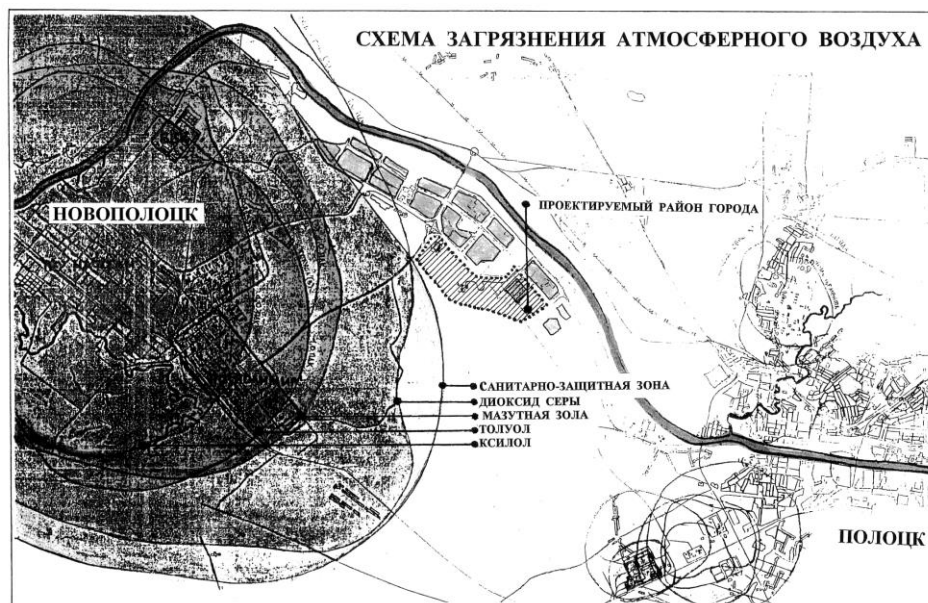 СХЕМА ЗАГРЯЗНЕНИЯ АТМОСФЕРНОГО ВОЗДУХА
НОВОПОЛОЦК
ПРОЕКТИРУЕМЫЙ РАЙОН ГОРОДА
САНИТАРНО-ЗАЩИТНАЯ ЗОНА
ДИОКСИД СЕРЫ
МАЗУТНАЯ ЗОЛА
ТОЛУОЛ
КСИЛОЛ
ПОЛОЦК